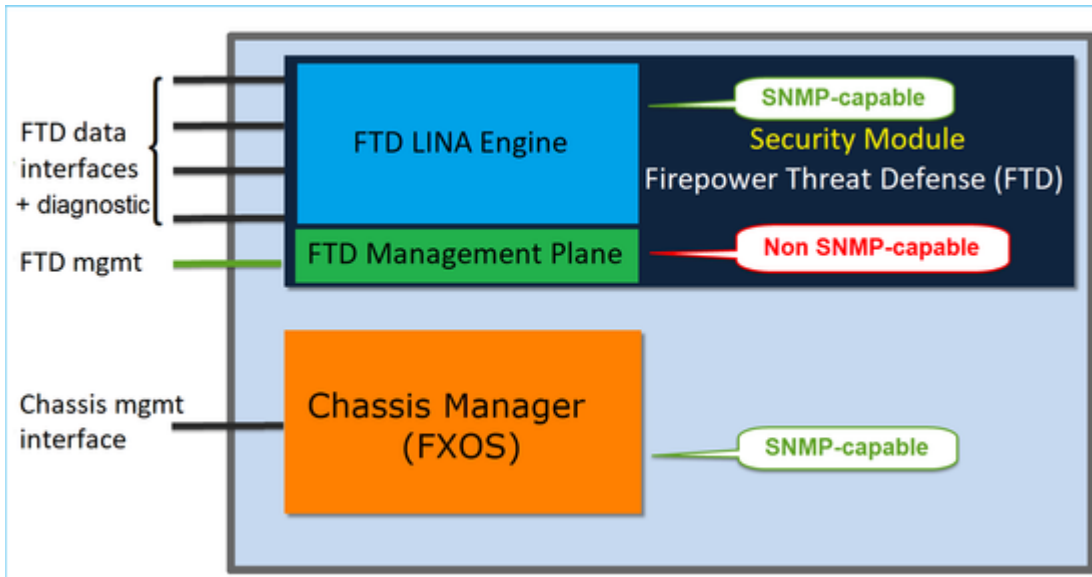 FTD data
interfaces
+ diagnostic
FTD mgmt
FTD LINA Engine
FTD Management Plane
SNMP-capable
Security Module
Firepower Threat Defense (FTD)
Non SNMP-capable
Chassis mgmt
interface
Chassis Manager
(FXOS)
SNMP-capable